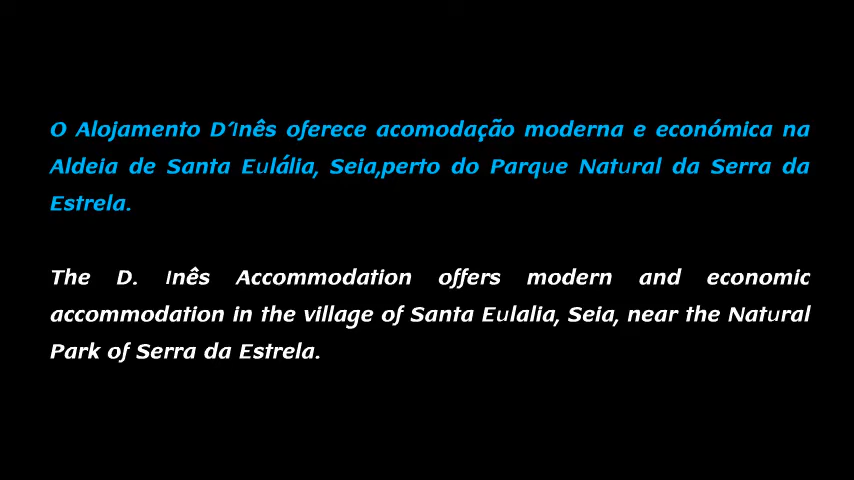 O Alojamento D’Inês oferece acomodação moderna e económica na
Aldeia de Santa Eulália, Seia,perto do Parque Natural da Serra da
Estrela.
The D. Inês Accommodation offers modern and economic
accommodation in the village of Santa Eulalia, Seia, near the Natural
Park of Serra da Estrela.